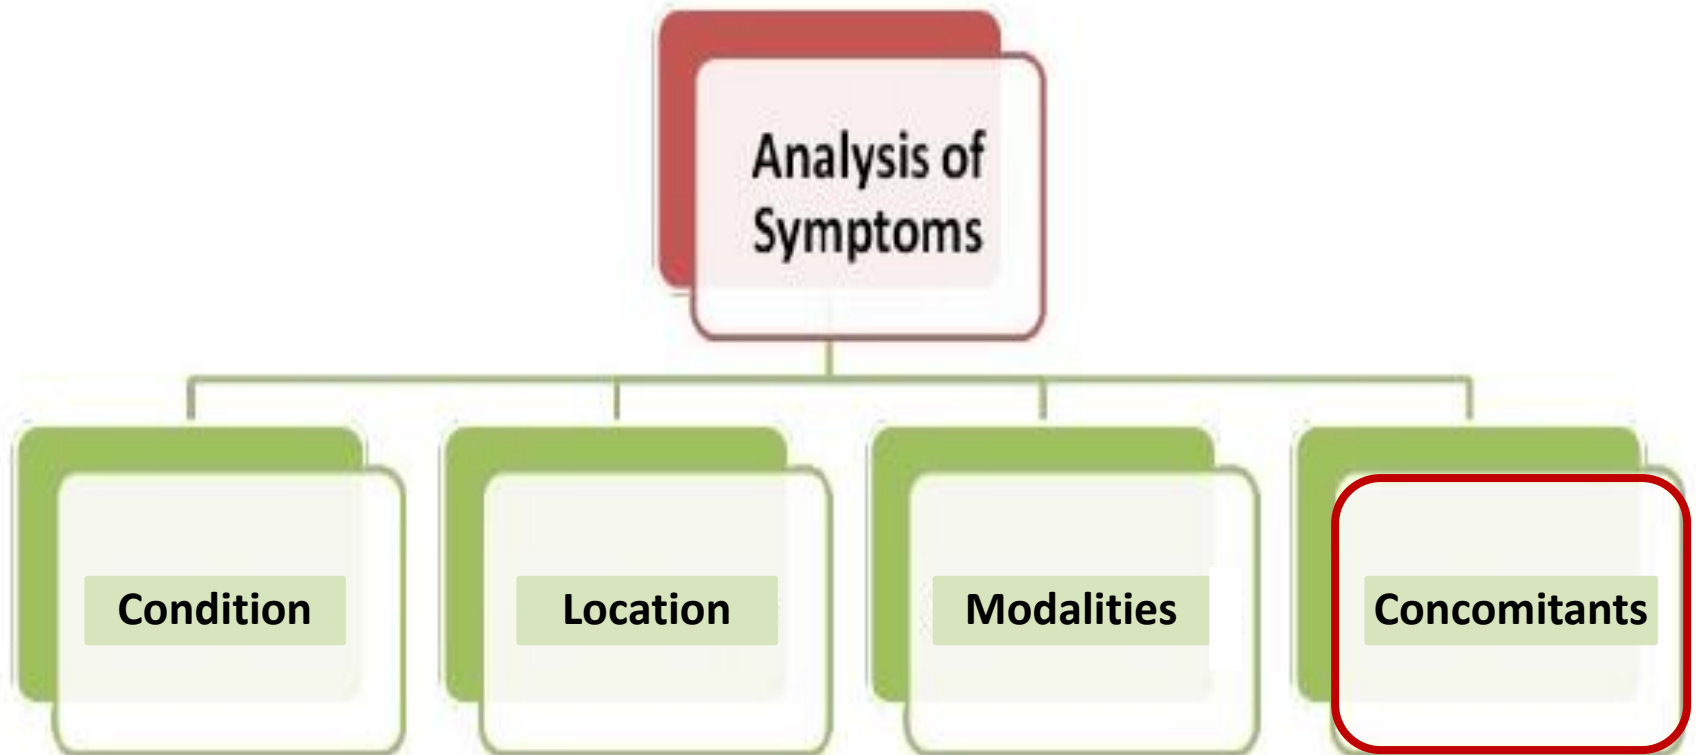 Analysis of
Symptoms
Condition
Location
Modalities
Concomitants